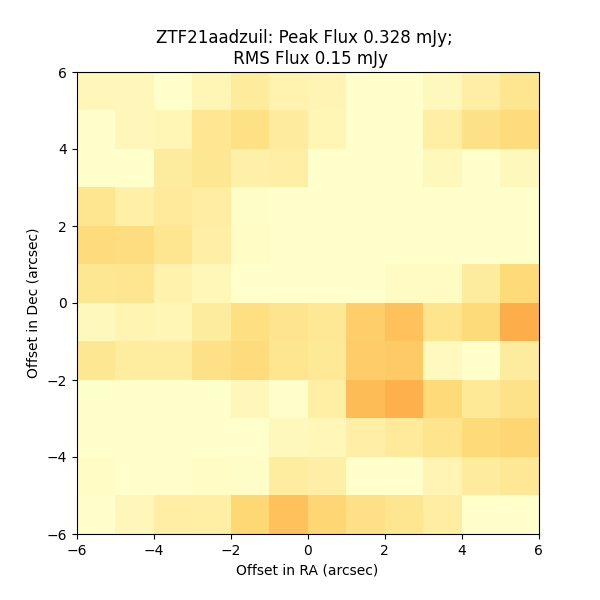 ZTF21aadzuil: Peak Flux 0.328 mJy;
RMS Flux 0.15 mJy
6
4
2
0
−2
−4
−6
Offset in Dec (arcsec)
−6 −4 −2 0 2 4 6
Offset in RA (arcsec)